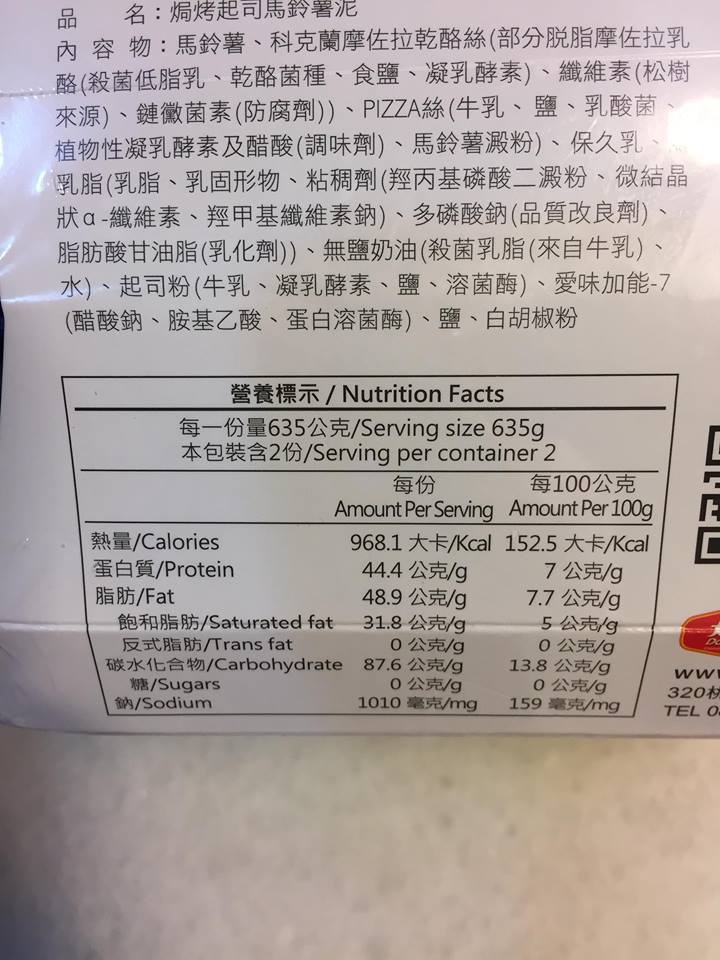 品 名：焗烤起司馬鈴薯泥
內 容 物：馬鈴薯、科克蘭摩佐拉乾酪絲(部分脱脂摩佐拉乳
酪(殺菌低脂乳、乾酪菌種、食鹽、凝乳酵素)、纖維素(松樹
來源)、鏈黴菌素(防腐劑))、PIZZA絲(牛乳、鹽、乳酸菌、
植物性凝乳酵素及醋酸(調味劑)、馬鈴薯澱粉)、保久乳、
乳脂(乳脂、乳固形物、粘稠劑(羥丙基磷酸二澱粉、微結晶
狀α-纖維素、羥甲基纖維素鈉)、多磷酸鈉(品質改良劑)、
脂肪酸甘油脂(乳化劑))、無鹽奶油(殺菌乳脂(來自牛乳)、
水)、起司粉(牛乳、凝乳酵素、鹽、溶菌酶)、愛味加能-7
(醋酸鈉、胺基乙酸、蛋白溶菌酶)、鹽、白胡椒粉
營養標示 / Nutrition Facts
每一份量635公克/Serving size 635g
本包裝含2份/Serving per container 2
每份 每100公克
Amount Per Serving Amount Per 100g
熱量/Calories 968.1 大卡/Kcal 152.5 大卡/Kcal
蛋白質/Protein 44.4 公克/g 7 公克/g
脂肪/Fat 48.9 公克/g 7.7 公克/g
飽和脂肪/Saturated fat 31.8 公克/g 5 公克/g
反式脂肪/Trans fat 0 公克/g 0 公克/g
碳水化合物/Carbohydrate 87.6 公克/g 13.8 公克/g
糖/Sugars 0 公克/g 0 公克/g
鈉/Sodium 1010 毫克/mg 159 毫克/mg
www
320桃
TEL 0